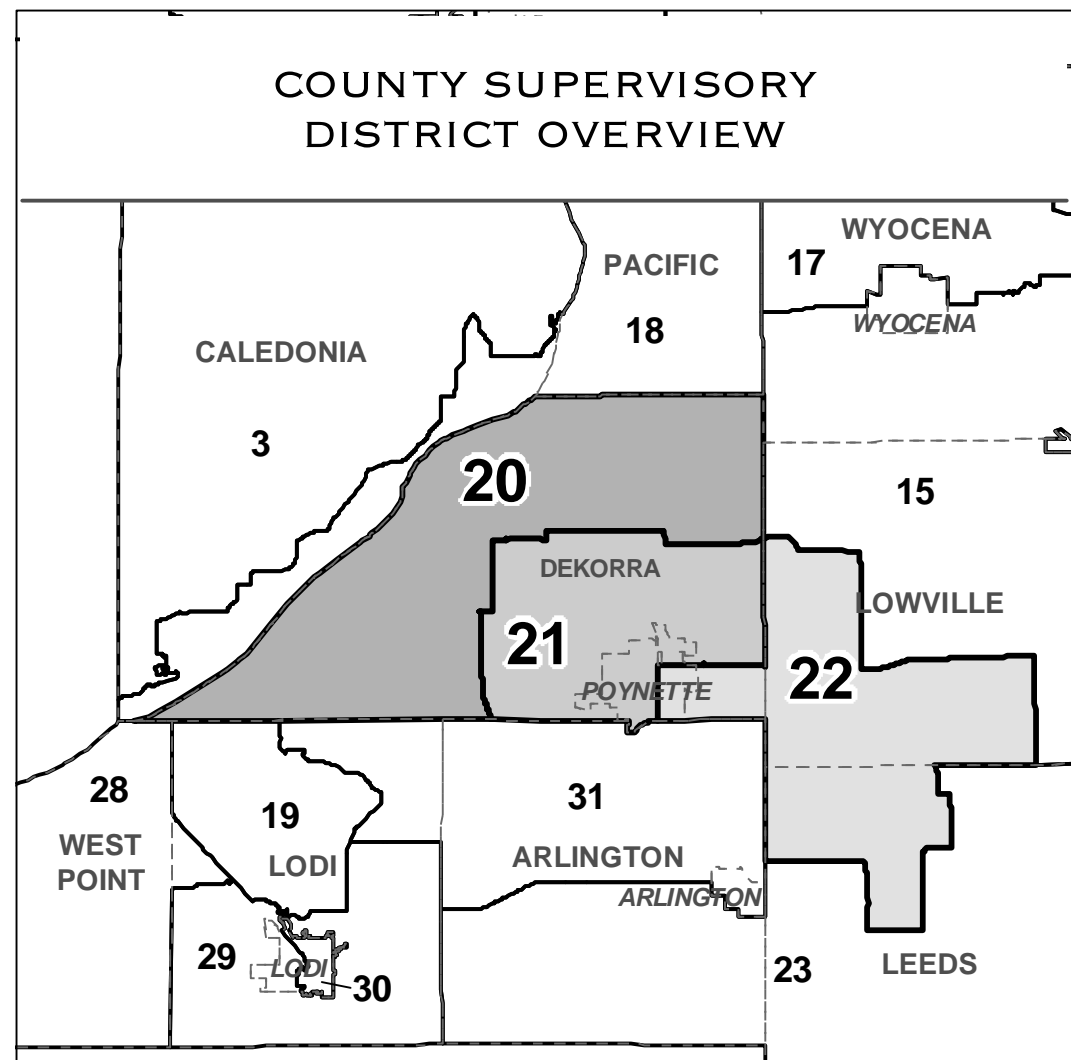 COUNTY SUPERVISORY
DISTRICT OVERVIEW
WYOCENA
17
PACIFIC
WYOCENA
18
CALEDONIA
3
20
15
DEKORRA
LOWVILLE
21
22
POYNETTE
28
31
19
WEST
POINT
LODI
ARLINGTON
ARLINGTON
29
LODI
30
23
LEEDS